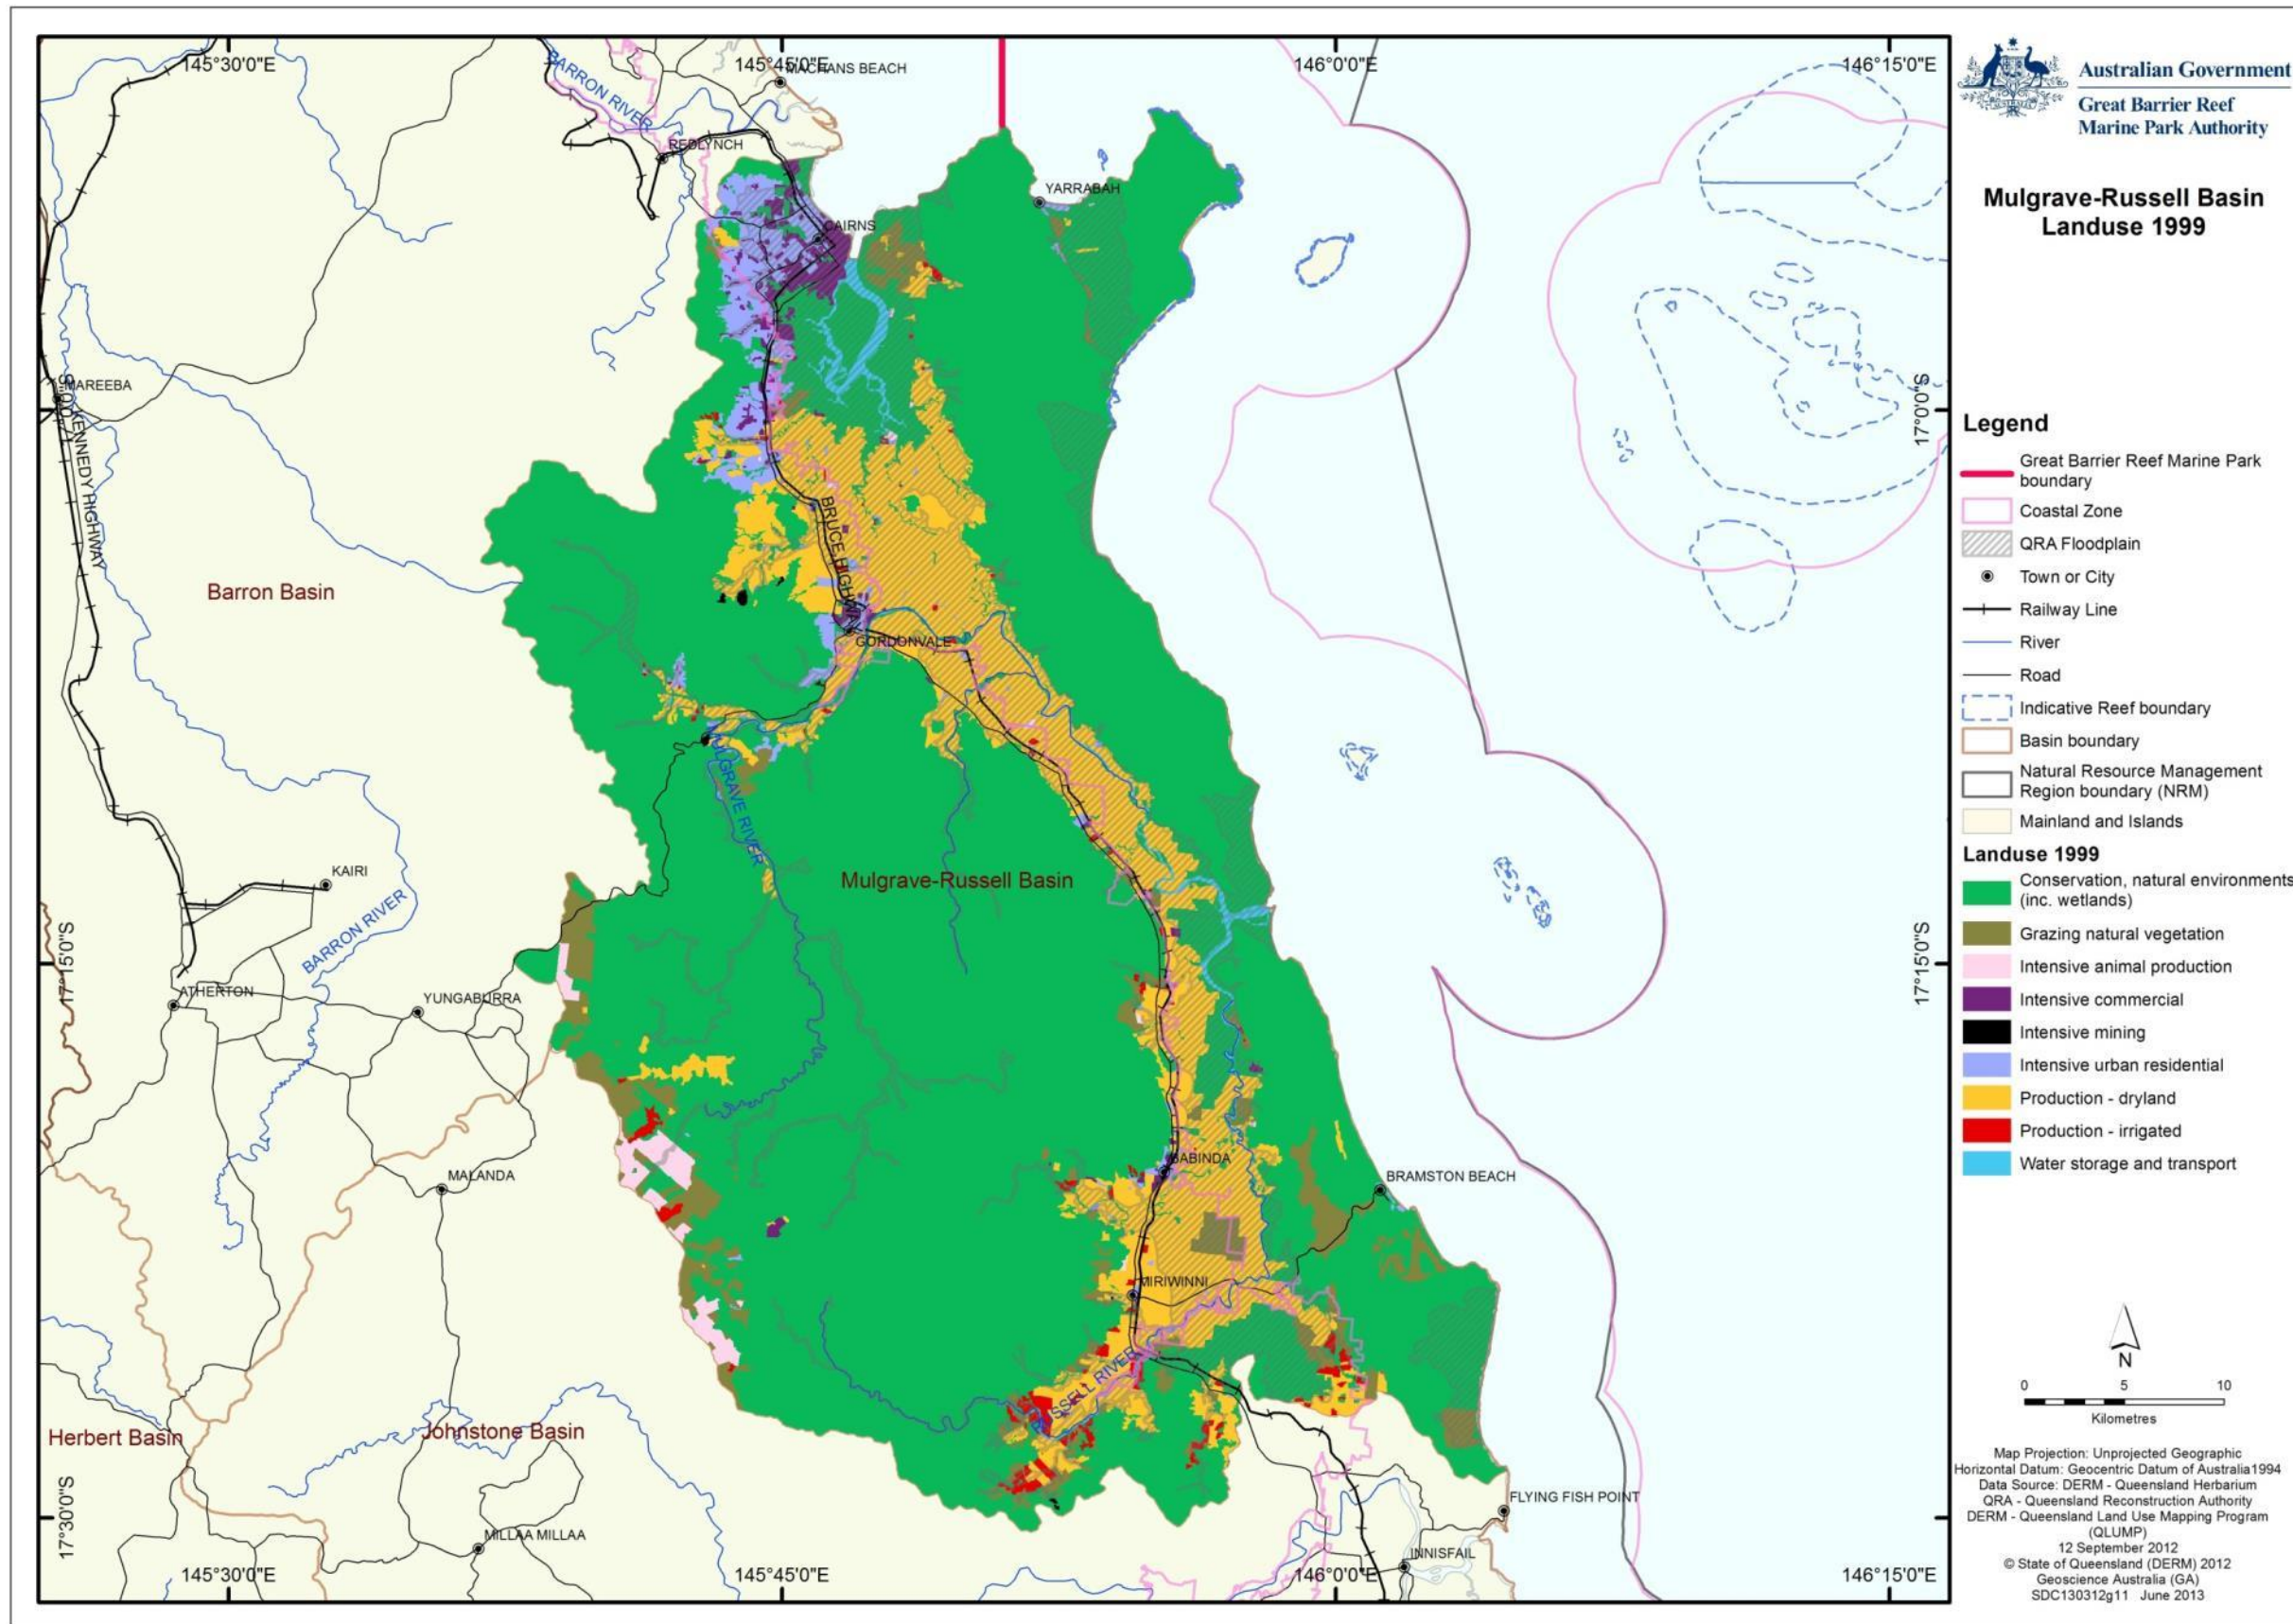 145°30'0"E
145°45'0"E
146°0'0"E
146°15'0"E
BARRON RIVER
MACHANS BEACH
REDLYNCH
YARRABAH
CAIRNS
MAREEBA
KENNEDY HIGHWAY
17°0'0"S
BRUCE HIGHWAY
Barron Basin
GORDONVALE
MULGRAVE RIVER
KAIRI
Mulgrave-Russell Basin
BARRON RIVER
17°15'0"S
17°15'0"S
ATHERTON
YUNGABURRA
BABINDA
BRAMSTON BEACH
MALANDA
MIRIWINNI
RUSSELL RIVER
Herbert Basin
Johnstone Basin
17°30'0"S
FLYING FISH POINT
MILLAA MILLAA
INNISFAIL
145°30'0"E
145°45'0"E
146°0'0"E
146°15'0"E
Australian Government
Great Barrier Reef
Marine Park Authority
Mulgrave-Russell Basin
Landuse 1999
Legend
Great Barrier Reef Marine Park
boundary
Coastal Zone
QRA Floodplain
Town or City
Railway Line
River
Road
Indicative Reef boundary
Basin boundary
Natural Resource Management
Region boundary (NRM)
Mainland and Islands
Landuse 1999
Conservation, natural environments
(inc. wetlands)
Grazing natural vegetation
Intensive animal production
Intensive commercial
Intensive mining
Intensive urban residential
Production - dryland
Production - irrigated
Water storage and transport
N
0 5 10
Kilometres
Map Projection: Unprojected Geographic
Horizontal Datum: Geocentric Datum of Australia1994
Data Source: DERM - Queensland Herbarium
QRA - Queensland Reconstruction Authority
DERM - Queensland Land Use Mapping Program
(QLUMP)
12 September 2012
© State of Queensland (DERM) 2012
Geoscience Australia (GA)
SDC130312g11 June 2013